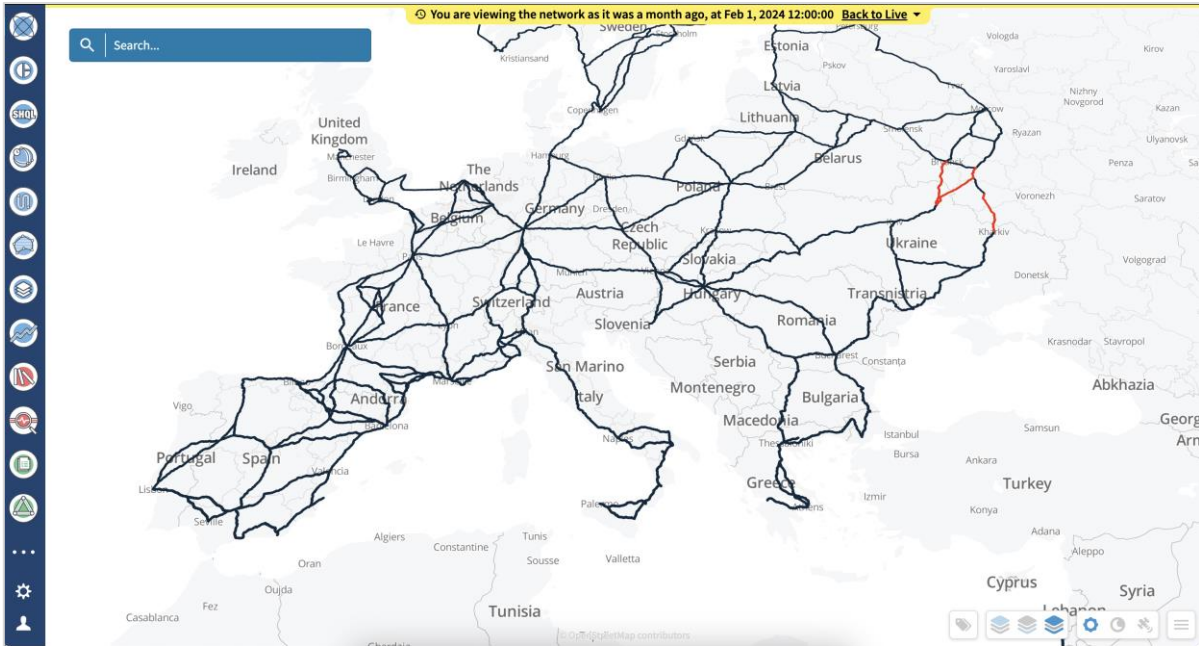 You are viewing the network as it was a month ago, at Feb 1, 2024 12:00:00 Back to Live
Search...
SHQL
Sweden
Kristiansand
Estonia
Pskov
Vologda
Kirov
Yaroslavl
Latvia
Nizhny
Novgorod
Kazan
Copenhagen
Moscow
United
Kingdom
Lithuania
Smolensk
Ryazan
Ulyanovsk
Manchester
Ireland
Birmingham
The
Netherlands
Hamburg
Belarus
Penza
Poland
Brest
Voronezh
Saratov
Germany
Dresden
Belgium
Czech
Republic
Le Havre
Ukraine
Kharkiv
Slovakia
Volgograd
Donetsk
Munich
Austria
Hungary
Transnistria
France
Switzerland
Slovenia
Romania
Bordeaux
Krasnodar
Stavropol
San Marino
Serbia
Bucharest
Constanța
Marseille
Andorra
Montenegro
Bulgaria
Abkhazia
Vigo
Italy
Macedonia
Georg
Barcelona
Istanbul
Samsun
Arm
Naples
Thessaloniki
Bursa
Portugal
Spain
Valencia
Ankara
Greece
Turkey
Palermo
Izmir
Athens
Konya
Seville
Algiers
Constantine
Tunis
Adana
Oran
Sousse
Valletta
Aleppo
Oujda
Cyprus
Syria
Fez
Casablanca
Tunisia
Lebanon
© OpenStreetMap contributors